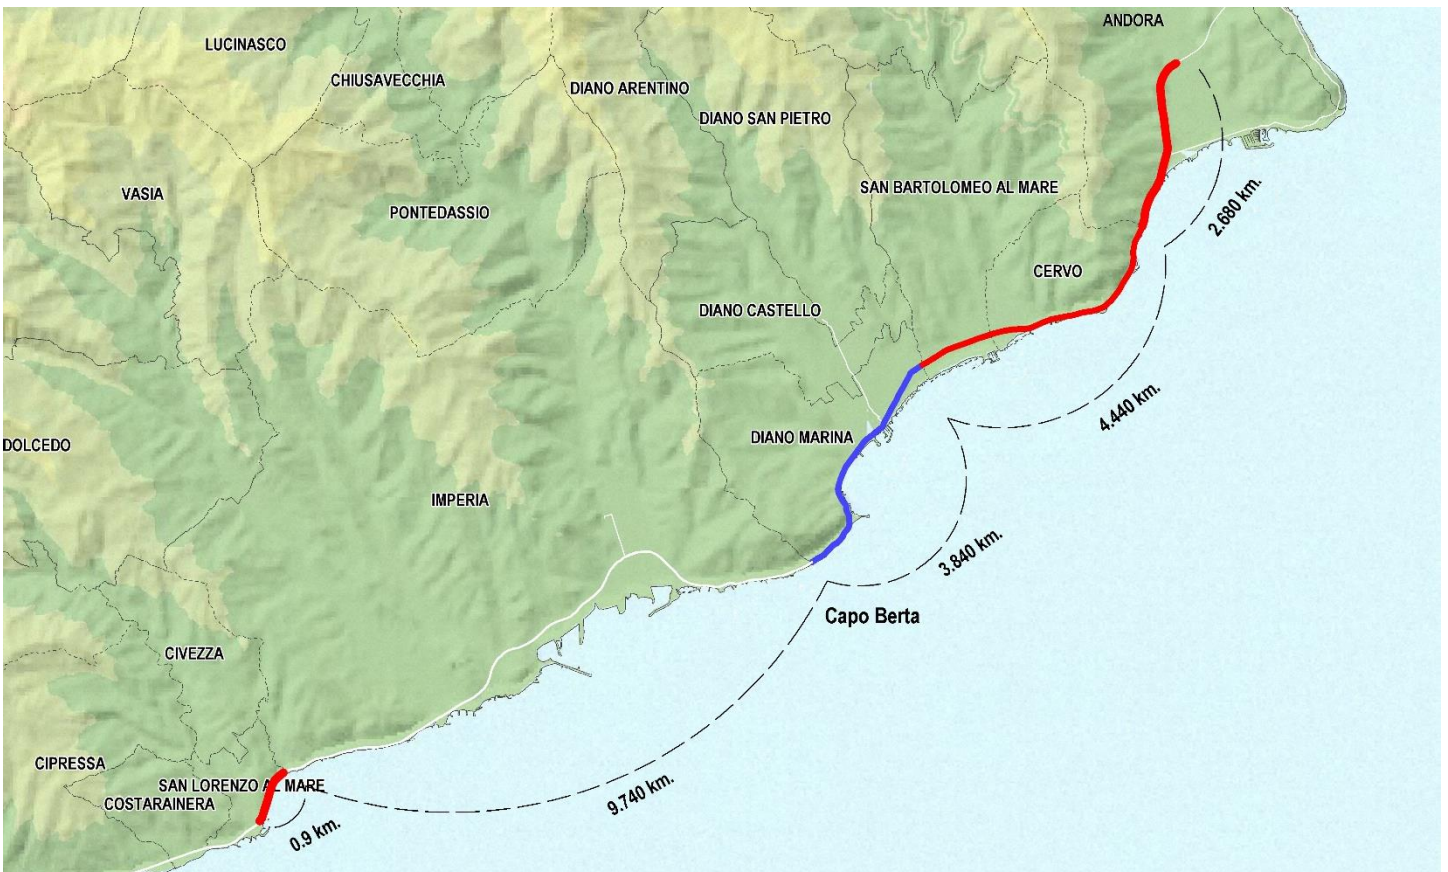 ANDORA
LUCINASCO
CHIUSAVECCHIA
DIANO ARENTINO
DIANO SAN PIETRO
VASIA
SAN BARTOLOMEO AL MARE
PONTEDASSIO
2.680 km.
CERVO
DIANO CASTELLO
4.440 km.
DIANO MARINA
DOLCEDO
IMPERIA
3.840 km.
Capo Berta
CIVEZZA
CIPRESSA
SAN LORENZO AL MARE
COSTARAINERA
9.740 km.
0.9 km.